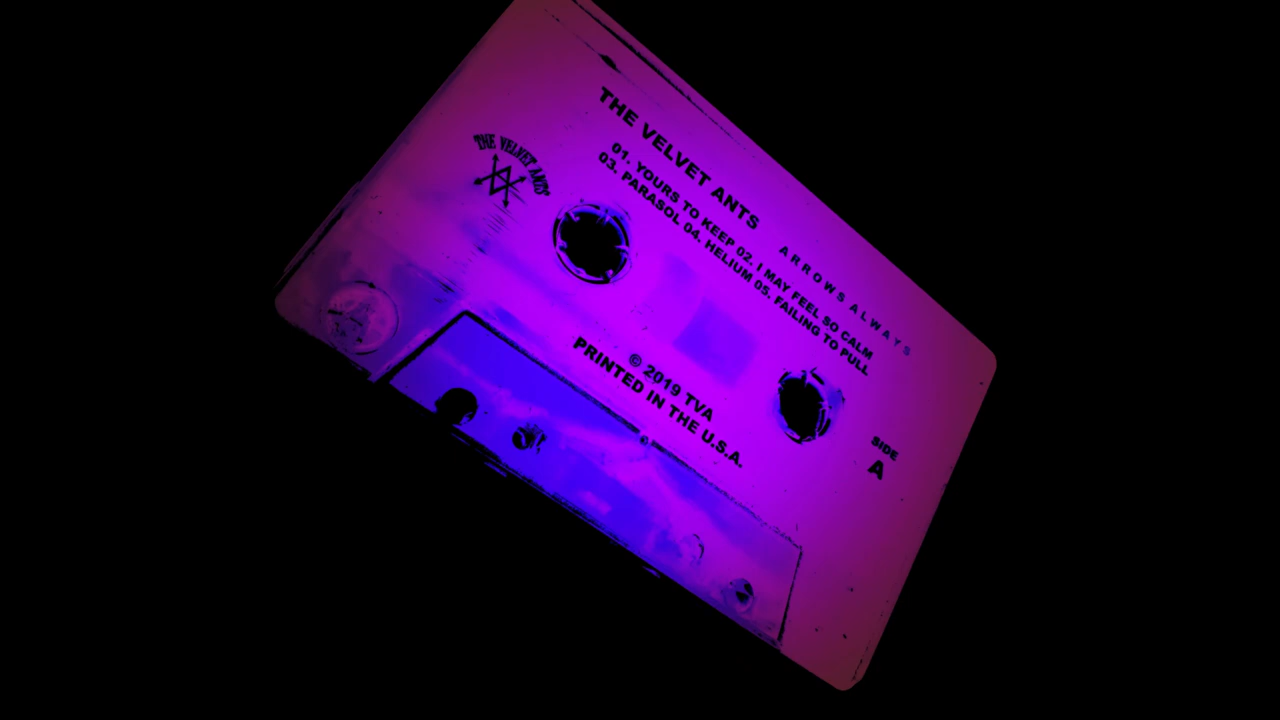 THE VELVET ANTS
THE VELVET ANTS
ARROWS ALWAYS
01. YOURS TO KEEP 02. I MAY FEEL SO CALM
03. PARASOL 04. HELIUM 05. FAILING TO PULL
© 2019 TVA
PRINTED IN THE U.S.A.
SIDE
A